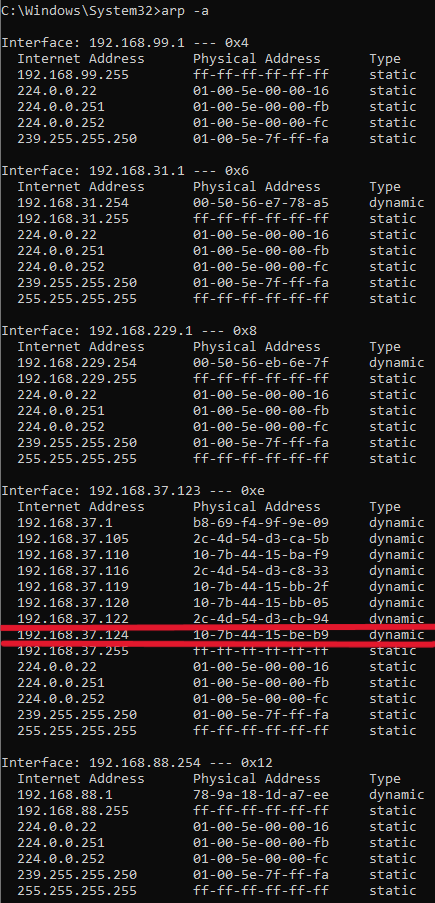 C:\Windows\System32>arp -a
Interface: 192.168.99.1 --- 0x4
Internet Address Physical Address Type
192.168.99.255 ff-ff-ff-ff-ff-ff static
224.0.0.22 01-00-5e-00-00-16 static
224.0.0.251 01-00-5e-00-00-fb static
224.0.0.252 01-00-5e-00-00-fc static
239.255.255.250 01-00-5e-7f-ff-fa static
Interface: 192.168.31.1 --- 0x6
Internet Address Physical Address Type
192.168.31.254 00-50-56-e7-78-a5 dynamic
192.168.31.255 ff-ff-ff-ff-ff-ff static
224.0.0.22 01-00-5e-00-00-16 static
224.0.0.251 01-00-5e-00-00-fb static
224.0.0.252 01-00-5e-00-00-fc static
239.255.255.250 01-00-5e-7f-ff-fa static
255.255.255.255 ff-ff-ff-ff-ff-ff static
Interface: 192.168.229.1 --- 0x8
Internet Address Physical Address Type
192.168.229.254 00-50-56-eb-6e-7f dynamic
192.168.229.255 ff-ff-ff-ff-ff-ff static
224.0.0.22 01-00-5e-00-00-16 static
224.0.0.251 01-00-5e-00-00-fb static
224.0.0.252 01-00-5e-00-00-fc static
239.255.255.250 01-00-5e-7f-ff-fa static
255.255.255.255 ff-ff-ff-ff-ff-ff static
Interface: 192.168.37.123 --- 0xe
Internet Address Physical Address Type
192.168.37.1 b8-69-f4-9f-9e-09 dynamic
192.168.37.105 2c-4d-54-d3-ca-5b dynamic
192.168.37.110 10-7b-44-15-ba-f9 dynamic
192.168.37.116 2c-4d-54-d3-c8-33 dynamic
192.168.37.119 10-7b-44-15-bb-2f dynamic
192.168.37.120 10-7b-44-15-bb-05 dynamic
192.168.37.122 2c-4d-54-d3-cb-94 dynamic
192.168.37.124 10-7b-44-15-be-b9 dynamic
192.168.37.255 ff-ff-ff-ff-ff-ff static
224.0.0.22 01-00-5e-00-00-16 static
224.0.0.251 01-00-5e-00-00-fb static
224.0.0.252 01-00-5e-00-00-fc static
239.255.255.250 01-00-5e-7f-ff-fa static
255.255.255.255 ff-ff-ff-ff-ff-ff static
Interface: 192.168.88.254 --- 0x12
Internet Address Physical Address Type
192.168.88.1 78-9a-18-1d-a7-ee dynamic
192.168.88.255 ff-ff-ff-ff-ff-ff static
224.0.0.22 01-00-5e-00-00-16 static
224.0.0.251 01-00-5e-00-00-fb static
224.0.0.252 01-00-5e-00-00-fc static
239.255.255.250 01-00-5e-7f-ff-fa static
255.255.255.255 ff-ff-ff-ff-ff-ff static